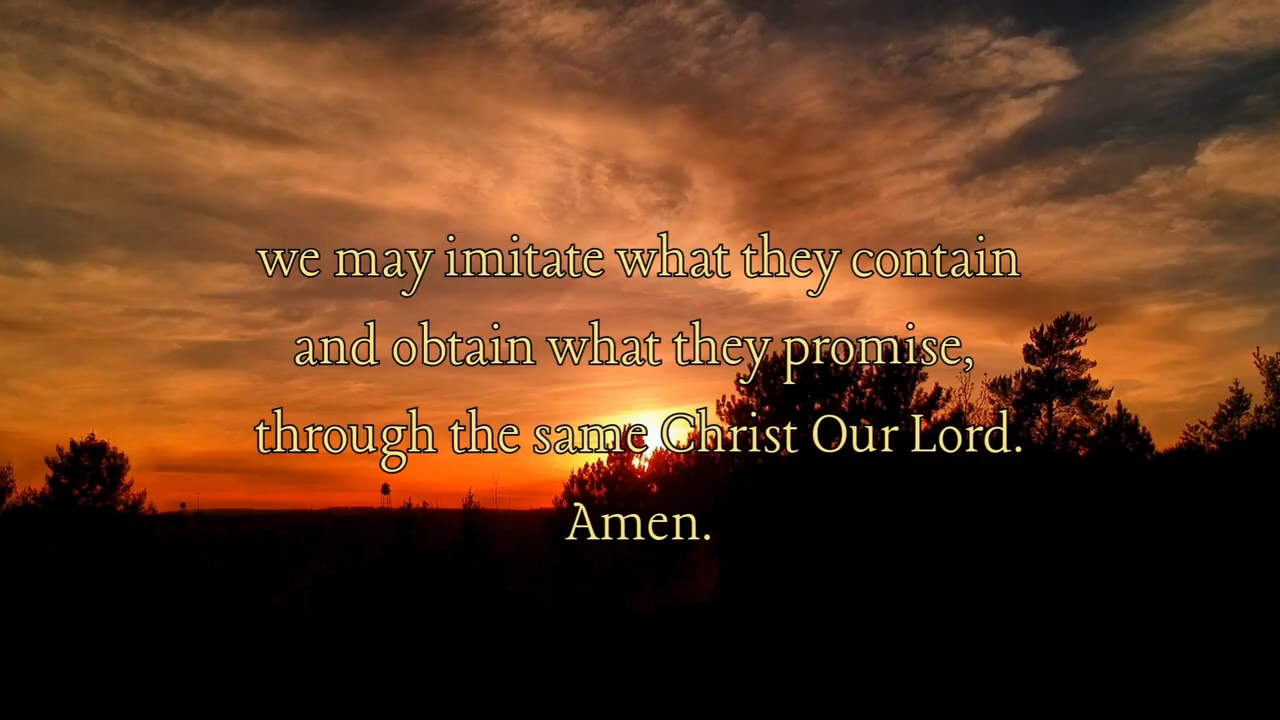 we may imitate what they contain
and obtain what they promise,
through the same Christ Our Lord.
Amen.